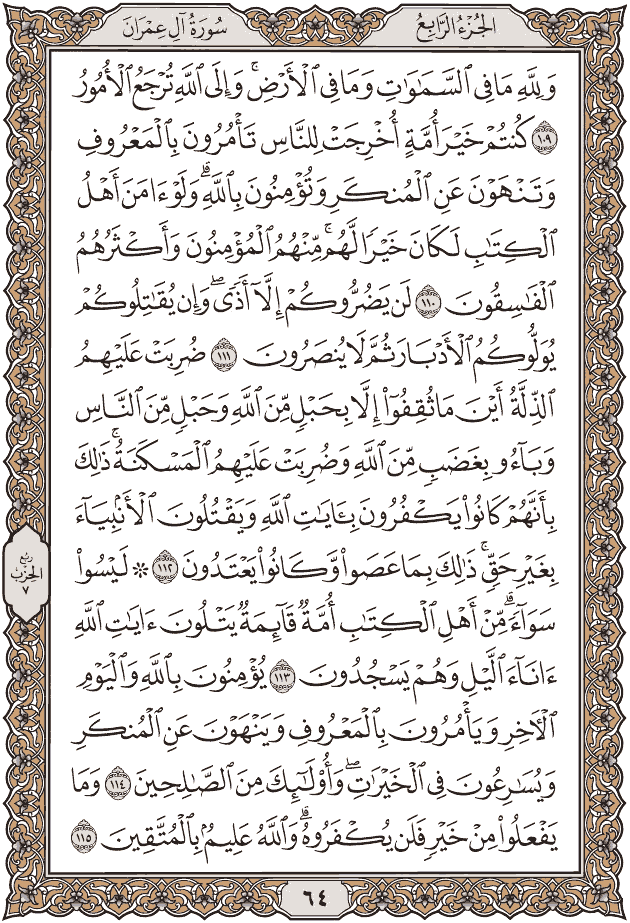 الجُزْءُ الرَّابِعُ
سُورَةُ آلِ عِمْرَانَ
وَلِلَّهِ مَا فِي ٱلسَّمَٰوَٰتِ وَمَا فِي ٱلْأَرْضِۚ وَإِلَى ٱللَّهِ تُرْجَعُ ٱلْأُمُورُ
١٠٩ كُنتُمْ خَيْرَ أُمَّةٍ أُخْرِجَتْ لِلنَّاسِ تَأْمُرُونَ بِٱلْمَعْرُوفِ
وَتَنْهَوْنَ عَنِ ٱلْمُنكَرِ وَتُؤْمِنُونَ بِٱللَّهِۗ وَلَوْ ءَامَنَ أَهْلُ
ٱلْكِتَٰبِ لَكَانَ خَيْرًا لَّهُمۚ مِّنْهُمُ ٱلْمُؤْمِنُونَ وَأَكْثَرُهُمُ
ٱلْفَٰسِقُونَ ١١٠ لَن يَضُرُّوكُمْ إِلَّآ أَذًىۖ وَإِن يُقَٰتِلُوكُمْ
يُوَلُّوكُمُ ٱلْأَدْبَارَ ثُمَّ لَا يُنصَرُونَ ١١١ ضُرِبَتْ عَلَيْهِمُ
ٱلذِّلَّةُ أَيْنَ مَا ثُقِفُوٓا۟ إِلَّا بِحَبْلٍ مِّنَ ٱللَّهِ وَحَبْلٍ مِّنَ ٱلنَّاسِ
وَبَآءُو بِغَضَبٍ مِّنَ ٱللَّهِ وَضُرِبَتْ عَلَيْهِمُ ٱلْمَسْكَنَةُۚ ذَٰلِكَ
بِأَنَّهُمْ كَانُوا۟ يَكْفُرُونَ بِـَٔايَٰتِ ٱللَّهِ وَيَقْتُلُونَ ٱلْأَنۢبِيَآءَ
بِغَيْرِ حَقٍّۚ ذَٰلِكَ بِمَا عَصَوا۟ وَّكَانُوا۟ يَعْتَدُونَ ١١٢ ۞ لَيْسُوا۟
سَوَآءًۗ مِّنْ أَهْلِ ٱلْكِتَٰبِ أُمَّةٌ قَآئِمَةٌ يَتْلُونَ ءَايَٰتِ ٱللَّهِ
ءَانَآءَ ٱلَّيْلِ وَهُمْ يَسْجُدُونَ ١١٣ يُؤْمِنُونَ بِٱللَّهِ وَٱلْيَوْمِ
ٱلْءَاخِرِ وَيَأْمُرُونَ بِٱلْمَعْرُوفِ وَيَنْهَوْنَ عَنِ ٱلْمُنكَرِ
وَيُسَٰرِعُونَ فِي ٱلْخَيْرَٰتِۖ وَأُو۟لَٰٓئِكَ مِنَ ٱلصَّٰلِحِينَ ١١٤ وَمَا
يَفْعَلُوا۟ مِنْ خَيْرٍ فَلَن يُكْفَرُوهُۗ وَٱللَّهُ عَلِيمٌۢ بِٱلْمُتَّقِينَ ١١٥
ربع
الحزب
٧
٦٤